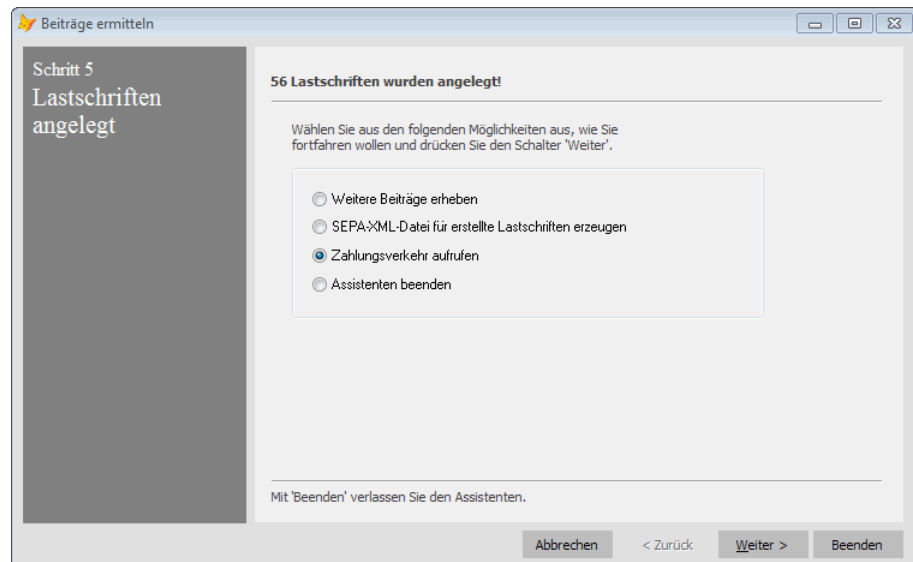 Beiträge ermitteln
Schritt 5
Lastschriften
angelegt
56 Lastschriften wurden angelegt!
Wählen Sie aus den folgenden Möglichkeiten aus, wie Sie
fortfahren wollen und drücken Sie den Schalter 'Weiter'.
Weitere Beiträge erheben
SEPA-XML-Datei für erstellte Lastschriften erzeugen
Zahlungsverkehr aufrufen
Assistenten beenden
Mit 'Beenden' verlassen Sie den Assistenten.
Abbrechen < Zurück Weiter > Beenden